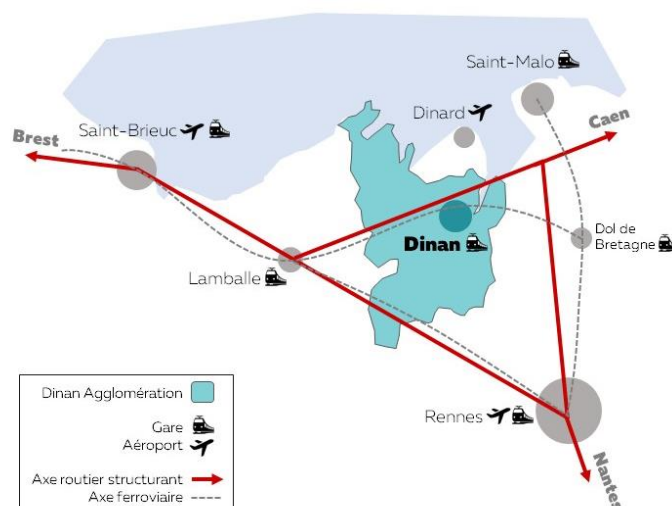 Saint-Malo
Dinard
Caen
Brest
Saint-Brieuc
Dinan
Dol de
Bretagne
Lamballe
Rennes
Nantes
Dinan Agglomération
Gare
Aéroport
Axe routier structurant
Axe ferroviaire